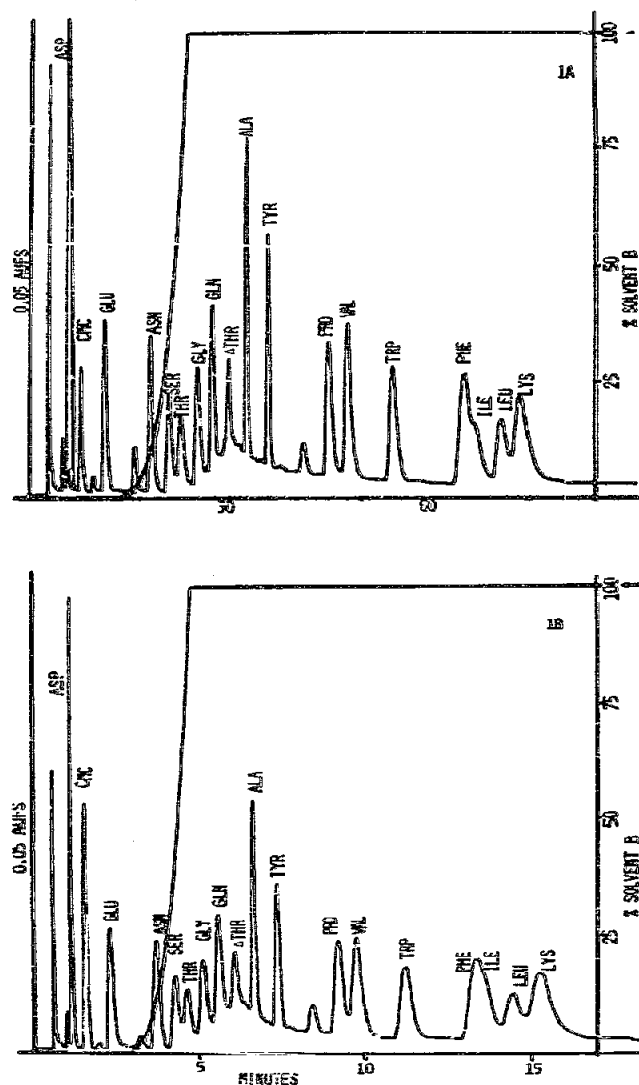 1A
0.05 AUFS
ASP
CMC
GLU
ASN
SER
THR
GLY
GLN
ΔTHR
ALA
TYR
PRO
VAL
TRP
PHE
ILE
LEU
LYS
100
75
50
25
% SOLVENT B
1B
0.05 AUFS
ASP
CMC
GLU
ASN
SER
THR
GLY
GLN
ΔTHR
ALA
TYR
PRO
VAL
TRP
PHE
ILE
LEU
LYS
100
75
50
25
% SOLVENT B
5
10
15
MINUTES